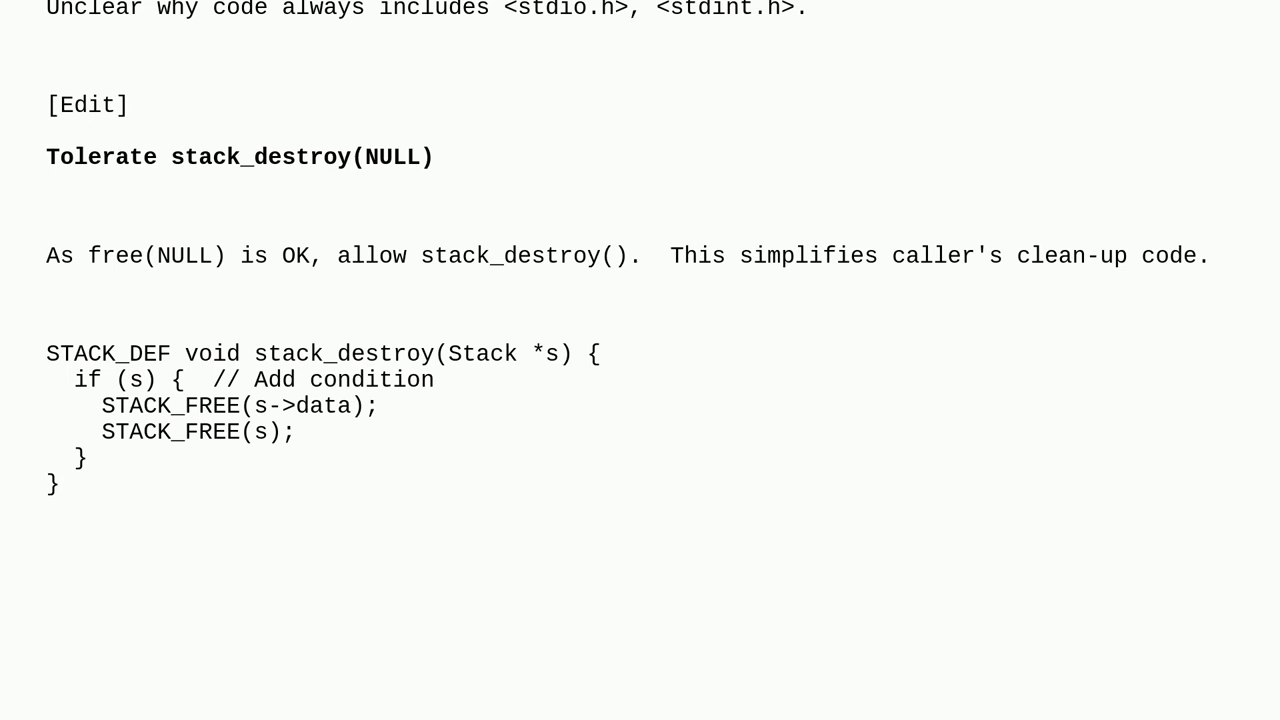 Unclear why code always includes <stdio.h>, <stdint.h>.
[Edit]
Tolerate stack_destroy(NULL)
As free(NULL) is OK, allow stack_destroy().  This simplifies caller's clean-up code.
STACK_DEF void stack_destroy(Stack *s) {
  if (s) {  // Add condition
    STACK_FREE(s->data);
    STACK_FREE(s);
  }
}